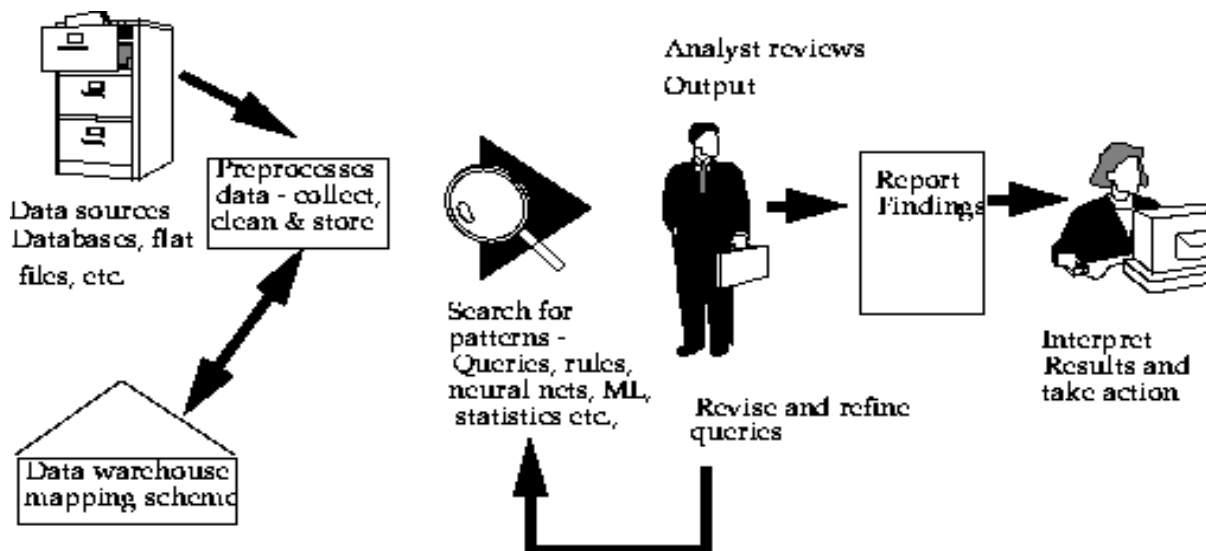 Data sources
Databases, flat
files, etc.
Preprocesses
data - collect,
clean & store
Data warehouse
mapping scheme
Search for
patterns -
Queries, rules,
neural nets, ML,
statistics etc.,
Analyst reviews
Output
Revise and refine
queries
Report
Findings
Interpret
Results and
take action